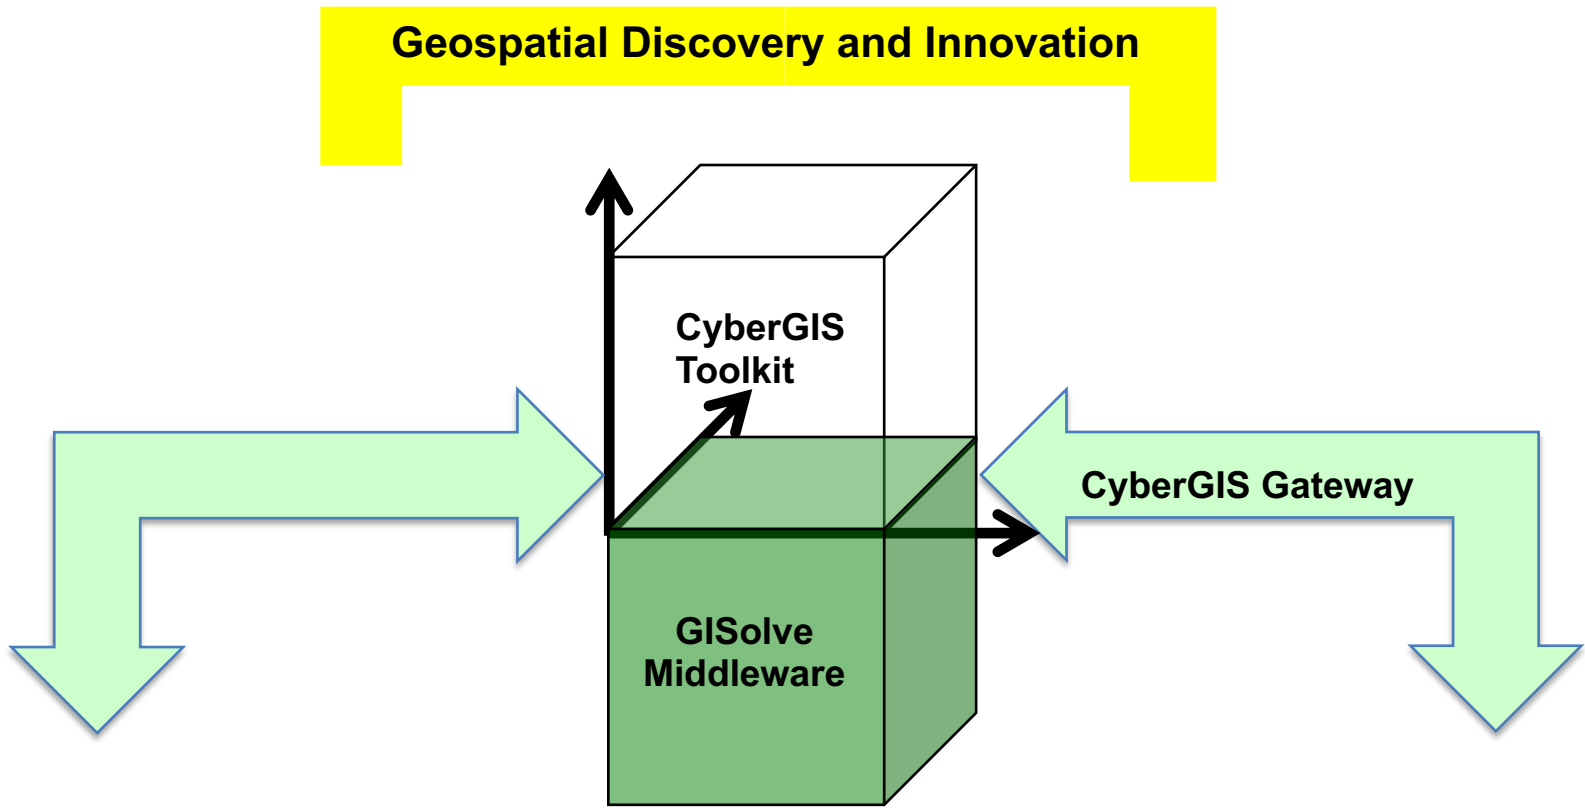 Geospatial Discovery and Innovation
CyberGIS
Toolkit
CyberGIS Gateway
GISolve
Middleware